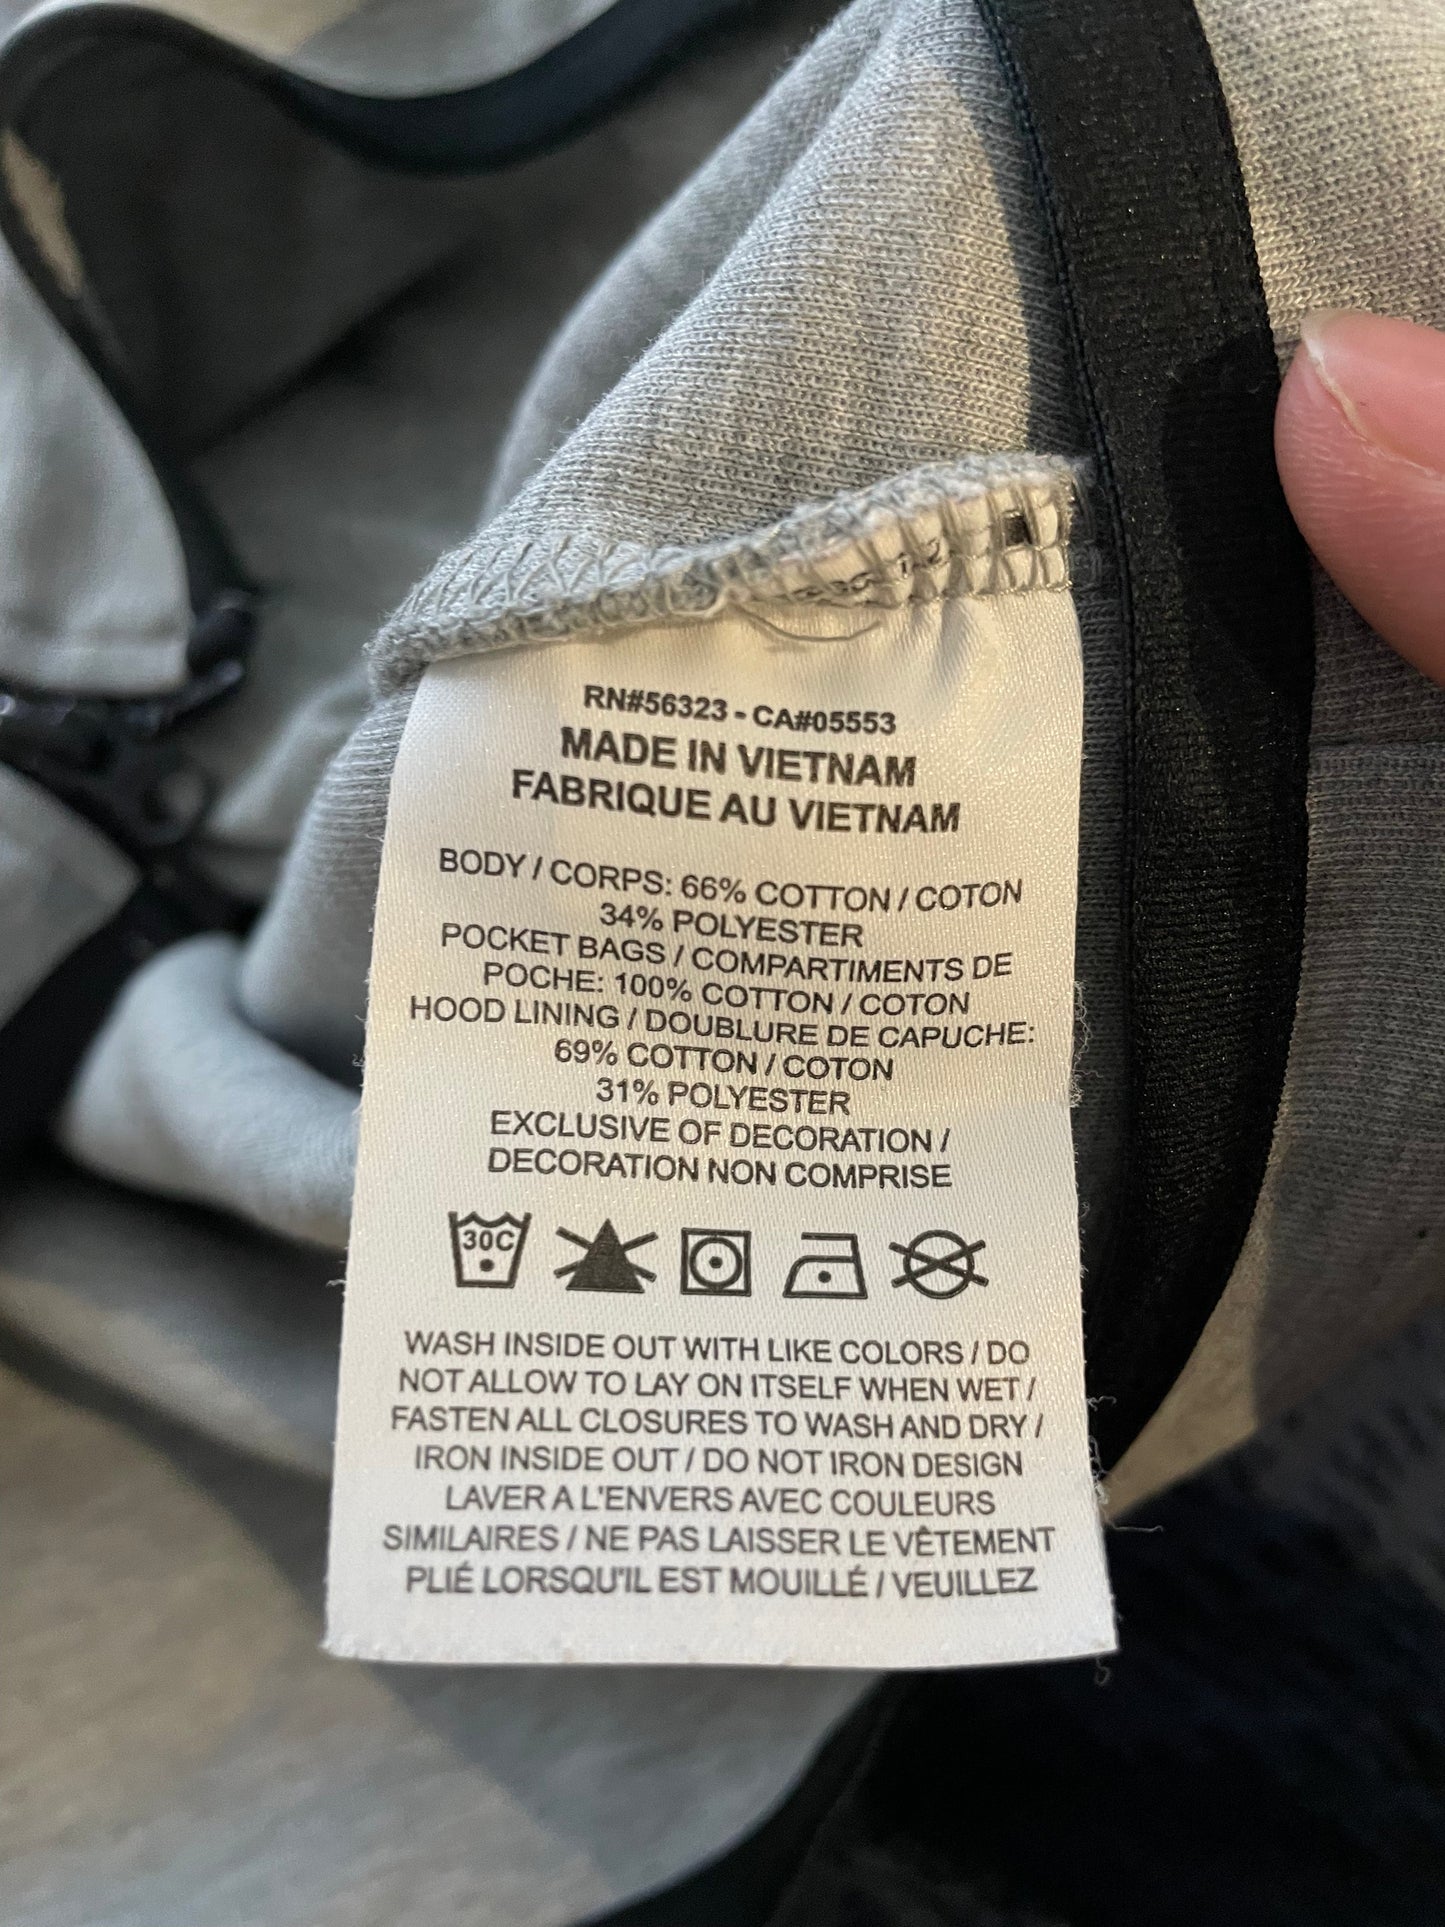 RN#56323 - CA#05553
MADE IN VIETNAM
FABRIQUE AU VIETNAM
BODY / CORPS: 66% COTTON / COTON
34% POLYESTER
POCKET BAGS / COMPARTIMENTS DE
POCHE: 100% COTTON / COTON
HOOD LINING / DOUBLURE DE CAPUCHE:
69% COTTON / COTON
31% POLYESTER
EXCLUSIVE OF DECORATION /
DECORATION NON COMPRISE
30C
WASH INSIDE OUT WITH LIKE COLORS / DO
NOT ALLOW TO LAY ON ITSELF WHEN WET /
FASTEN ALL CLOSURES TO WASH AND DRY /
IRON INSIDE OUT / DO NOT IRON DESIGN
LAVER A L'ENVERS AVEC COULEURS
SIMILAIRES / NE PAS LAISSER LE VÊTEMENT
PLIÉ LORSQU'IL EST MOUILLÉ / VEUILLEZ